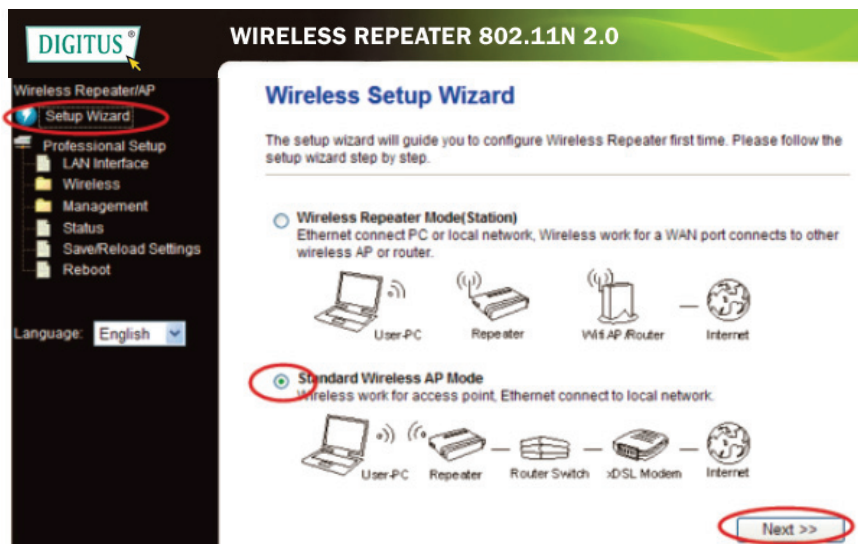 DIGITUS®
WIRELESS REPEATER 802.11N 2.0
Wireless Repeater/AP
Setup Wizard
Professional Setup
LAN Interface
Wireless
Management
Status
Save/Reload Settings
Reboot
Language: English
Wireless Setup Wizard
The setup wizard will guide you to configure Wireless Repeater first time. Please follow the
setup wizard step by step.
Wireless Repeater Mode(Station)
Ethernet connect PC or local network, Wireless work for a WAN port connects to other
wireless AP or router.
User-PC Repeater Wifi AP /Router Internet
Standard Wireless AP Mode
Wireless work for access point, Ethernet connect to local network.
User-PC Repeater Router Switch xDSL Modem Internet
Next >>